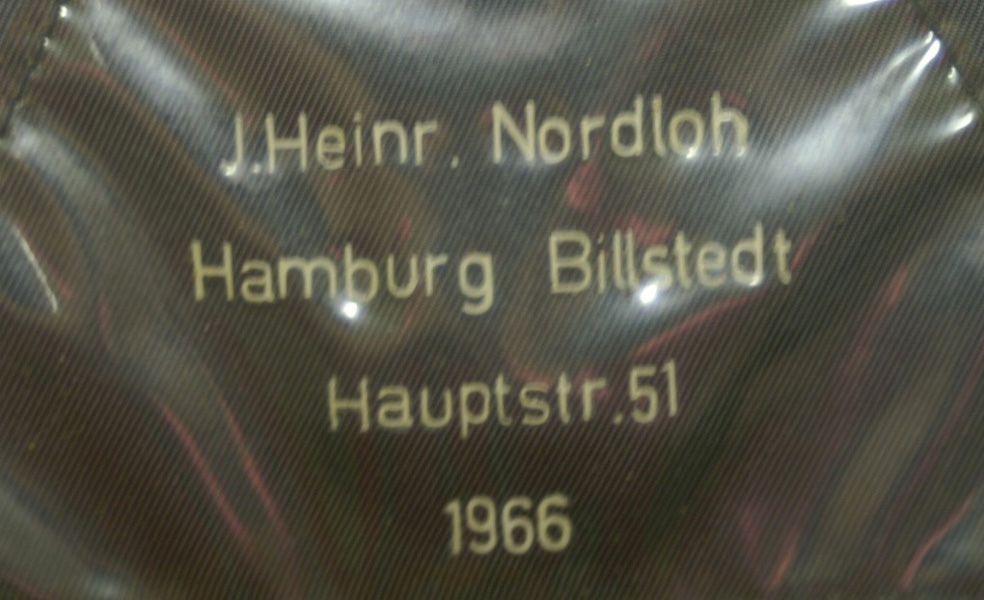 J.Heinr. Nordloh
Hamburg Billstedt
Hauptstr.51
1966